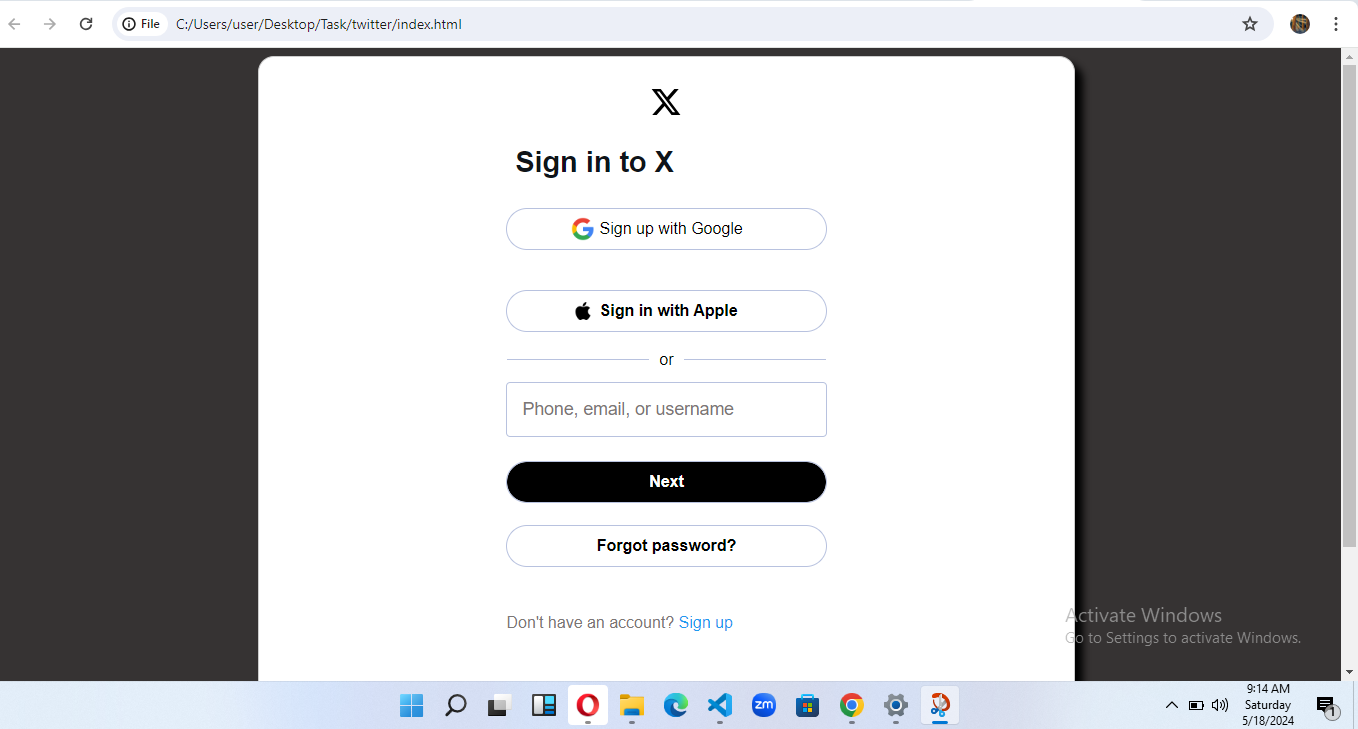 File C:/Users/user/Desktop/Task/twitter/index.html
X
Sign in to X
Sign up with Google
Sign in with Apple
or
Phone, email, or username
Next
Forgot password?
Don't have an account? Sign up
Activate Windows
Go to Settings to activate Windows.
zm
9:14 AM
Saturday
5/18/2024
1